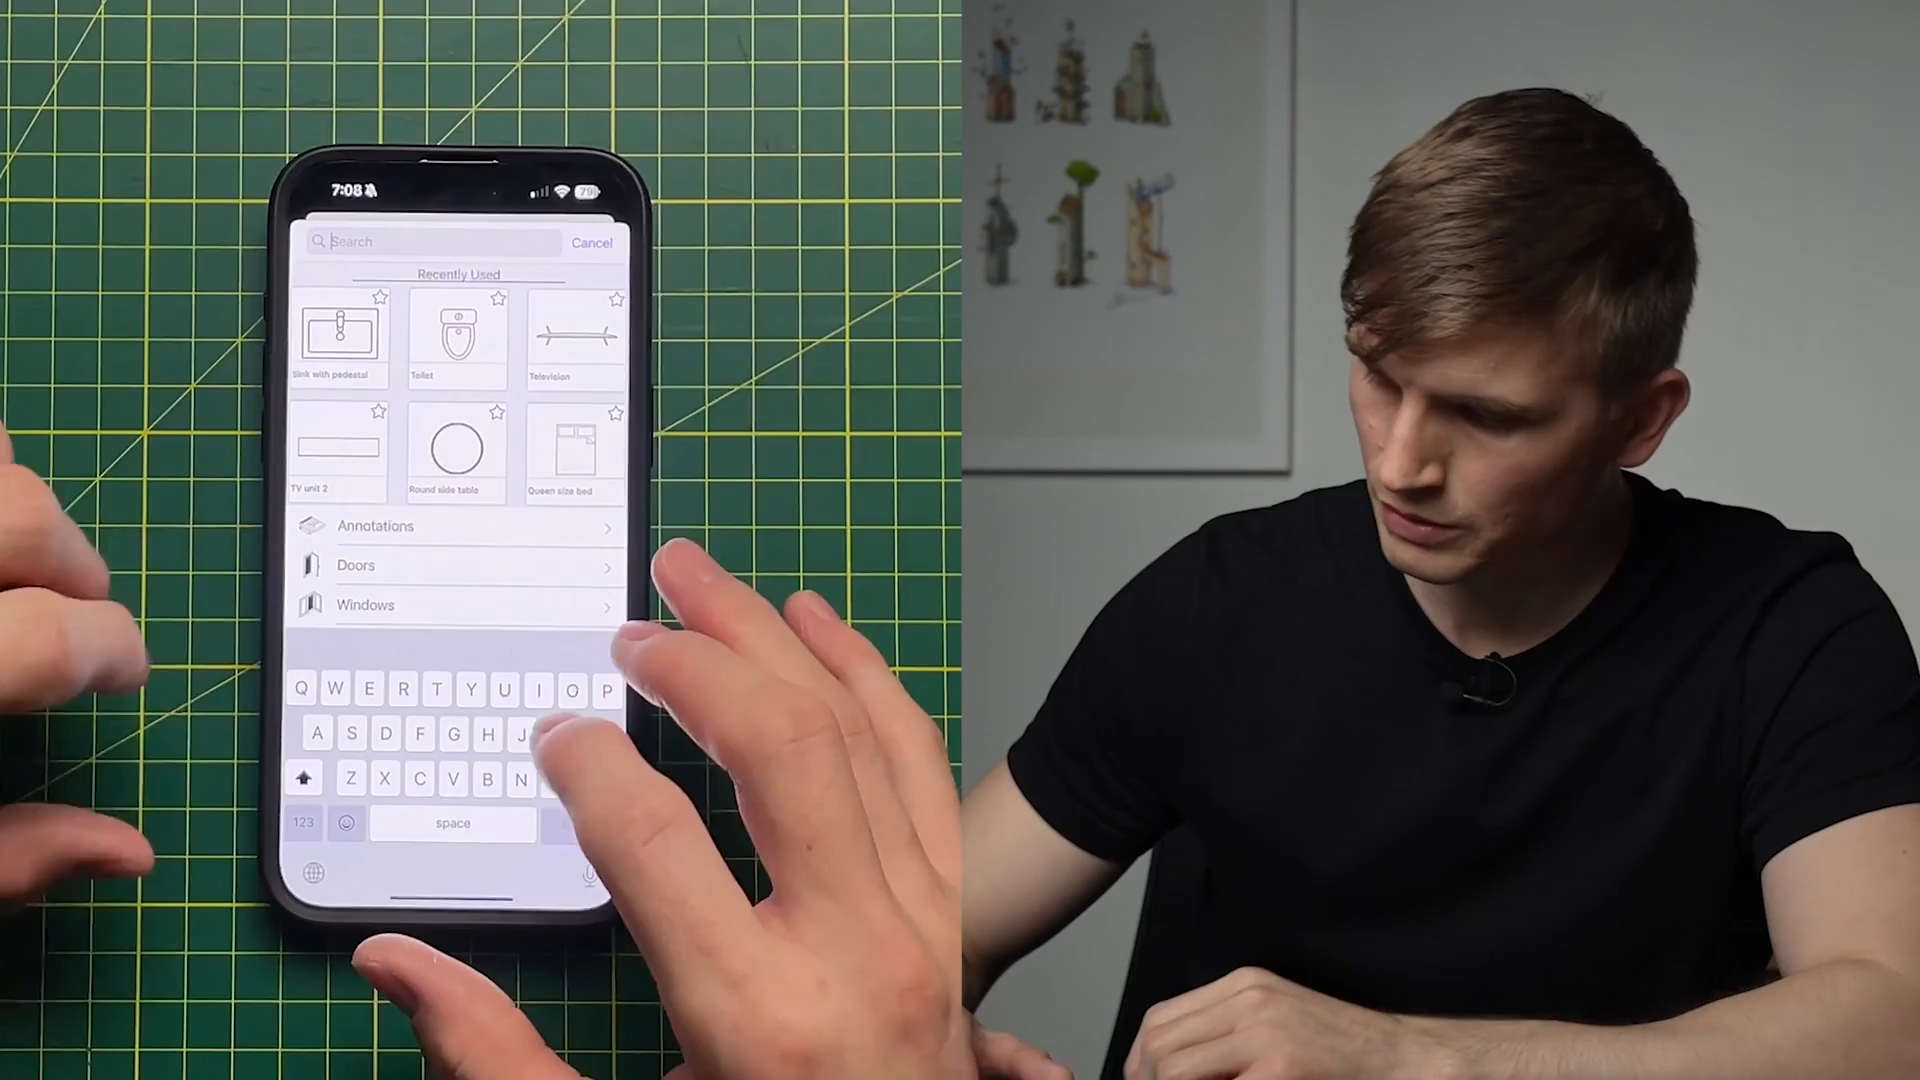 7:08
79
Search
Cancel
Recently Used
Sink with pedestal
Toilet
Television
TV unit 2
Round side table
Queen size bed
Annotations
Doors
Windows
Q W E R T Y U I O P
A S D F G H J
Z X C V B N
123
space